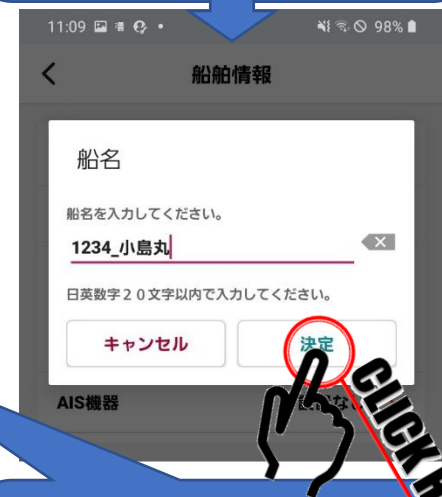 11:09 98%
船舶情報
船名
船名を入力してください。
1234_小島丸
日英数字２０文字以内で入力してください。
キャンセル 決定
AIS機器 なし
CLICK